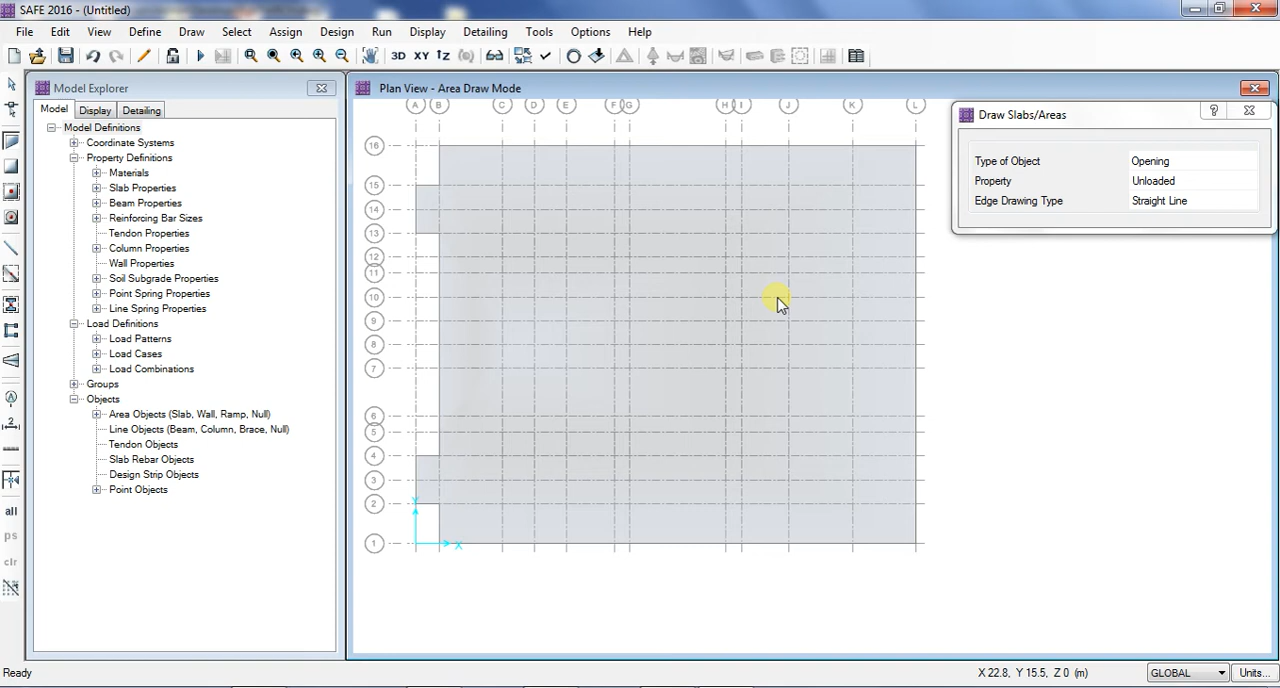 SAFE 2016 - (Untitled)
File Edit View Define Draw Select Assign Design Run Display Detailing Tools Options Help
3D XY 1Z
Model Explorer
Model Display Detailing
Model Definitions
Coordinate Systems
Property Definitions
Materials
Slab Properties
Beam Properties
Reinforcing Bar Sizes
Tendon Properties
Column Properties
Wall Properties
Soil Subgrade Properties
Point Spring Properties
Line Spring Properties
Load Definitions
Load Patterns
Load Cases
Load Combinations
Groups
Objects
Area Objects (Slab, Wall, Ramp, Null)
Line Objects (Beam, Column, Brace, Null)
Tendon Objects
Slab Rebar Objects
Design Strip Objects
Point Objects
all
ps
clr
Plan View - Area Draw Mode
A B C D E F G H I J K L
16
15
14
13
12
11
10
9
8
7
6
5
4
3
2
1
Y
X
Draw Slabs/Areas
?
Type of Object Opening
Property Unloaded
Edge Drawing Type Straight Line
Ready
X 22.8, Y 15.5, Z 0 (m)
GLOBAL
Units...